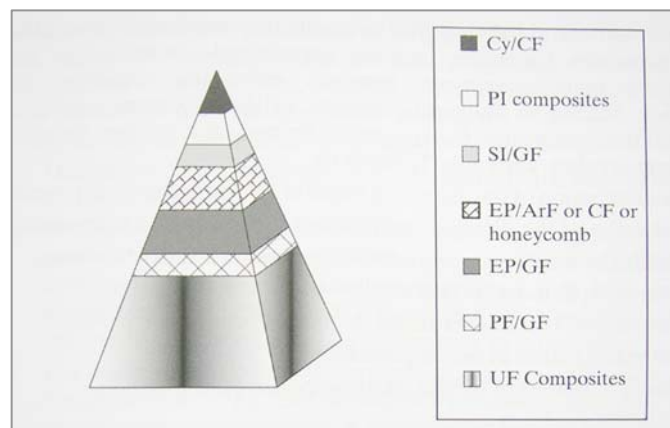 Cy/CF
PI composites
SI/GF
EP/ArF or CF or
honeycomb
EP/GF
PF/GF
UF Composites